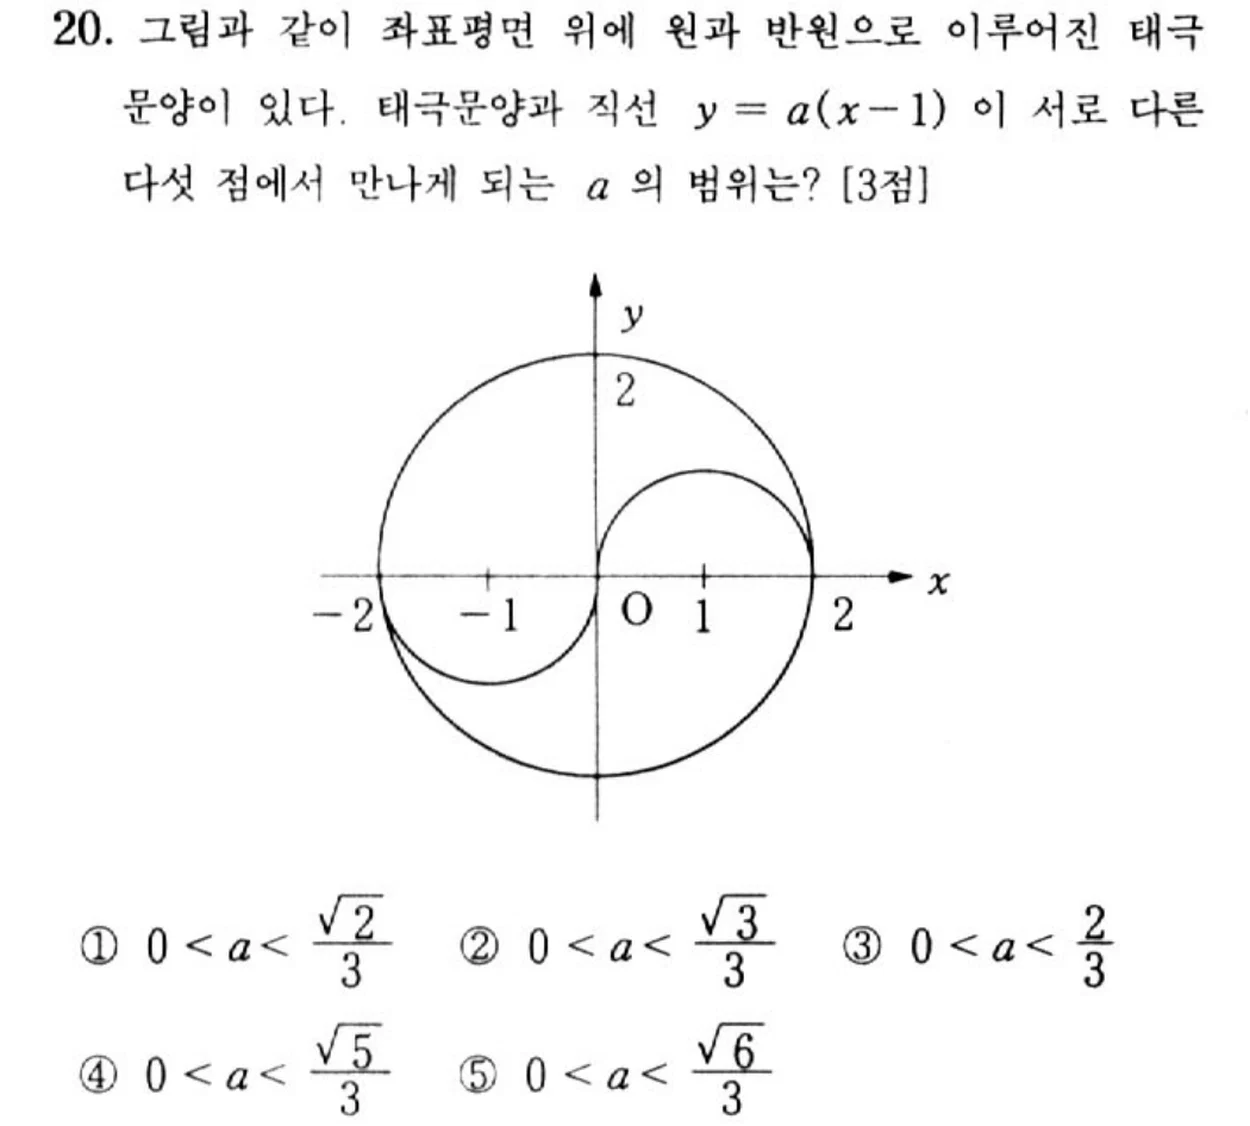 20. 그림과 같이 좌표평면 위에 원과 반원으로 이루어진 태극
문양이 있다. 태극문양과 직선 y = a(x-1) 이 서로 다른
다섯 점에서 만나게 되는 a 의 범위는? [3점]
y
2
-2 -1 O 1 2 x
① 0 < a < √2/3 ② 0 < a < √3/3 ③ 0 < a < 2/3
④ 0 < a < √5/3 ⑤ 0 < a < √6/3